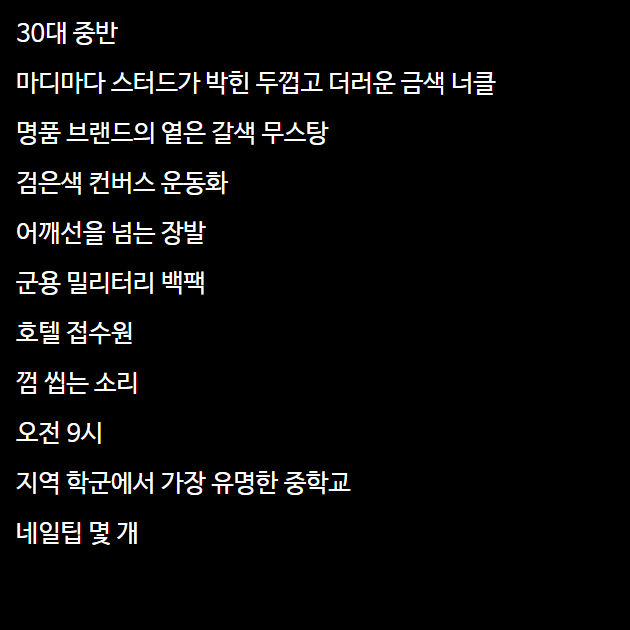 30대 중반
마디마다 스터드가 박힌 두껍고 더러운 금색 너클
명품 브랜드의 옅은 갈색 무스탕
검은색 컨버스 운동화
어깨선을 넘는 장발
군용 밀리터리 백팩
호텔 접수원
껌 씹는 소리
오전 9시
지역 학군에서 가장 유명한 중학교
네일팁 몇 개